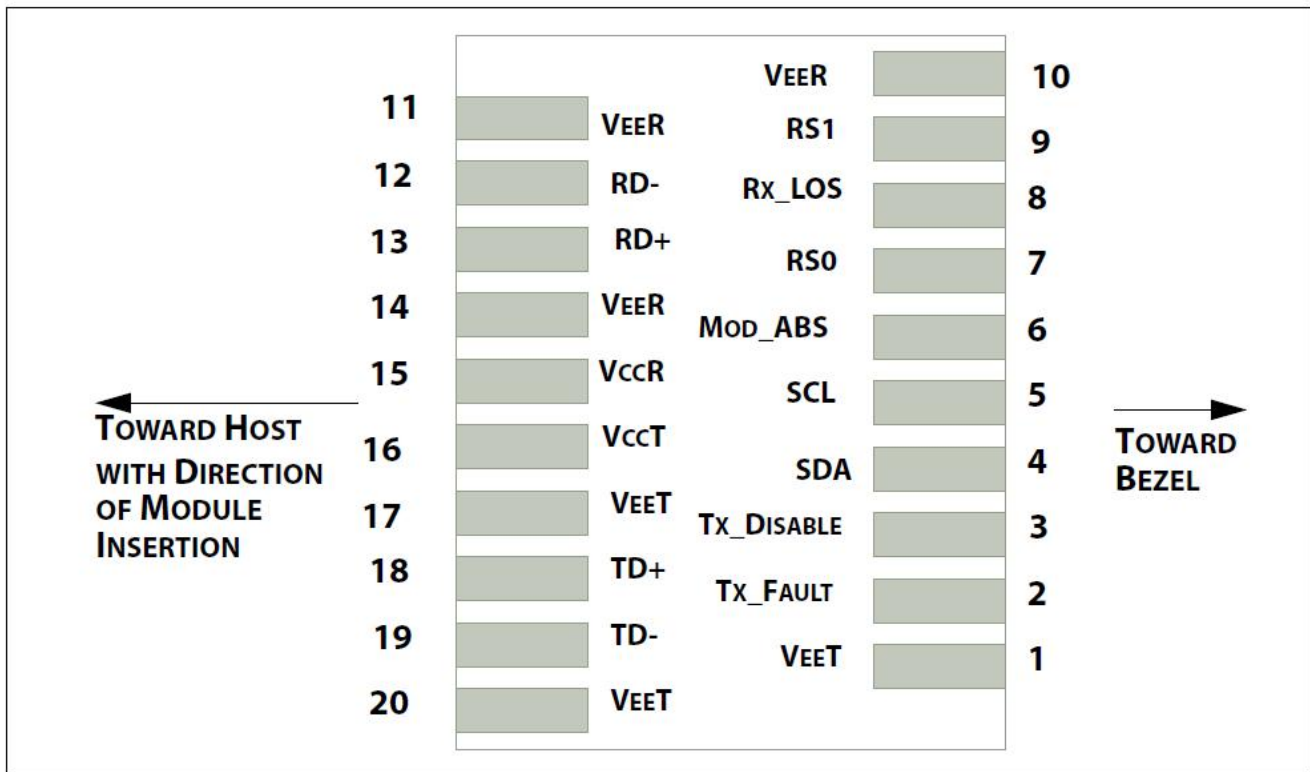 VEER 10
11 VEER
RS1 9
12 RD-
RX_LOS 8
13 RD+
RS0 7
14 VEER
MOD_ABS 6
15 VCCR
SCL 5
TOWARD HOST
WITH DIRECTION
OF MODULE
INSERTION
TOWARD
BEZEL
16 VCCT
SDA 4
17 VEET
TX_DISABLE 3
18 TD+
TX_FAULT 2
19 TD-
VEET 1
20 VEET